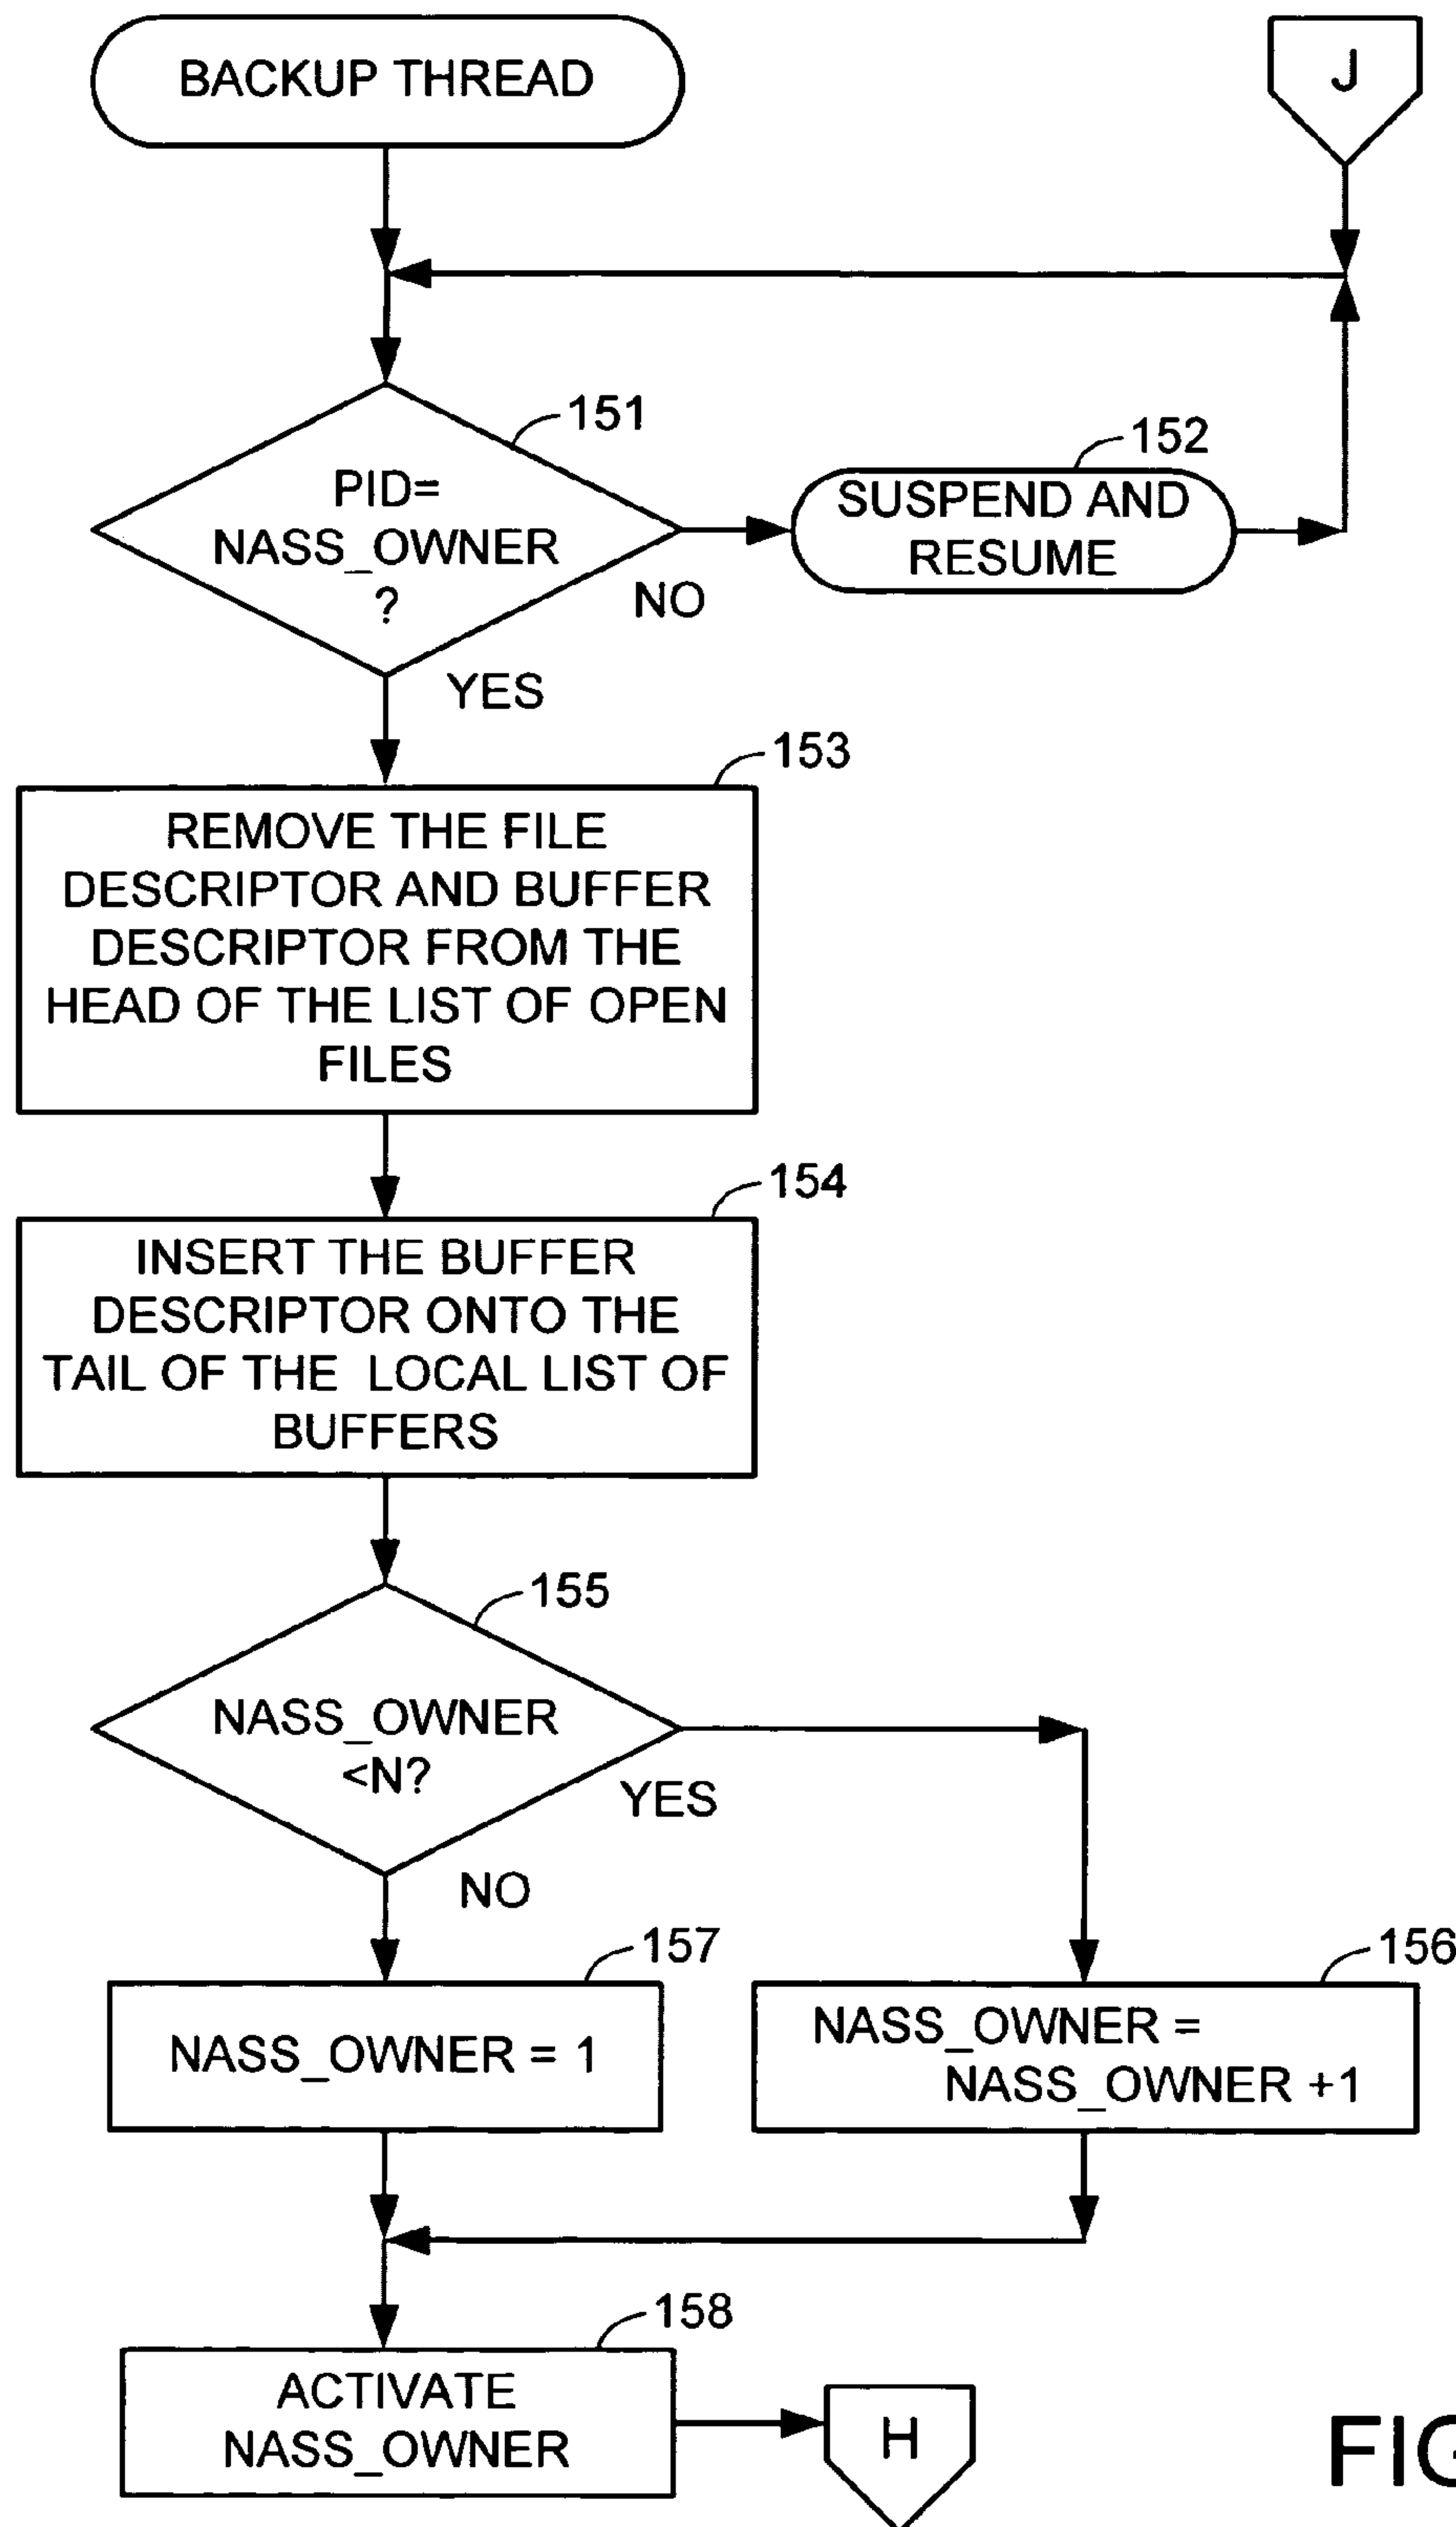 BACKUP THREAD
J
151
PID=
NASS_OWNER
?
NO
YES
152
SUSPEND AND
RESUME
153
REMOVE THE FILE
DESCRIPTOR AND BUFFER
DESCRIPTOR FROM THE
HEAD OF THE LIST OF OPEN
FILES
154
INSERT THE BUFFER
DESCRIPTOR ONTO THE
TAIL OF THE LOCAL LIST OF
BUFFERS
155
NASS_OWNER
<N?
YES
NO
157
NASS_OWNER = 1
156
NASS_OWNER =
NASS_OWNER +1
158
ACTIVATE
NASS_OWNER
H